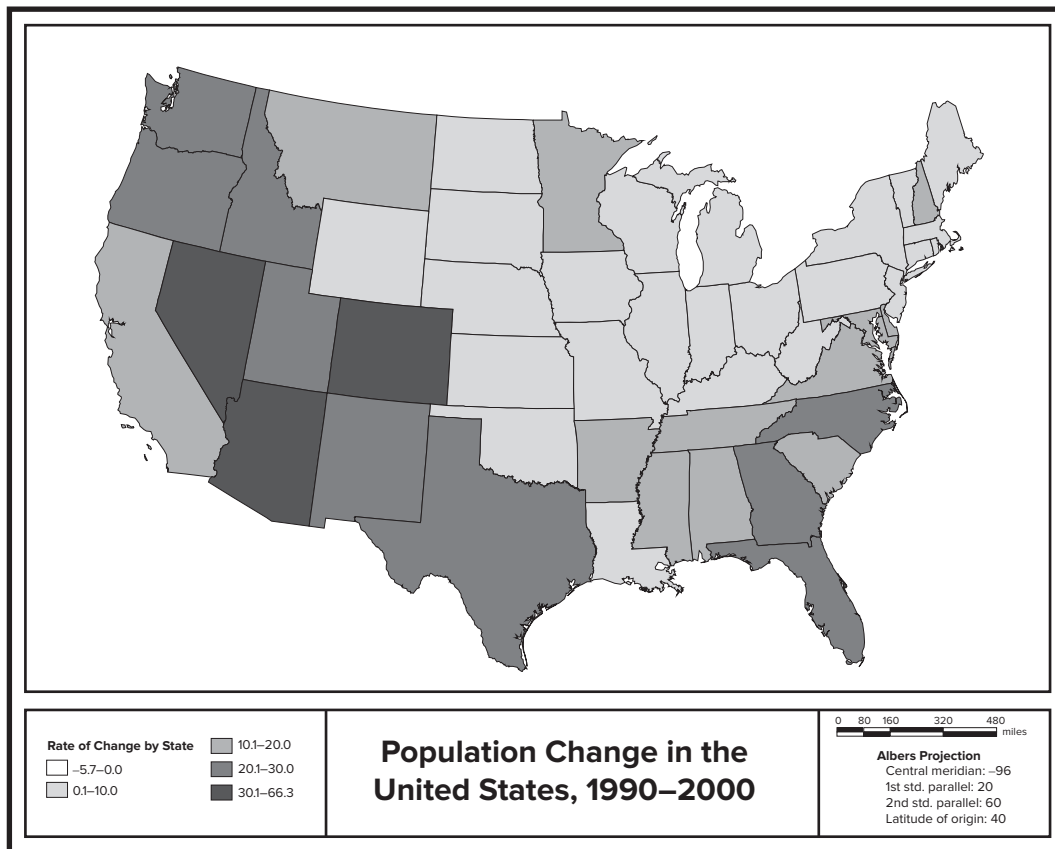 Rate of Change by State
–5.7–0.0
0.1–10.0
10.1–20.0
20.1–30.0
30.1–66.3
Population Change in the
United States, 1990–2000
0 80 160 320 480
miles
Albers Projection
Central meridian: –96
1st std. parallel: 20
2nd std. parallel: 60
Latitude of origin: 40